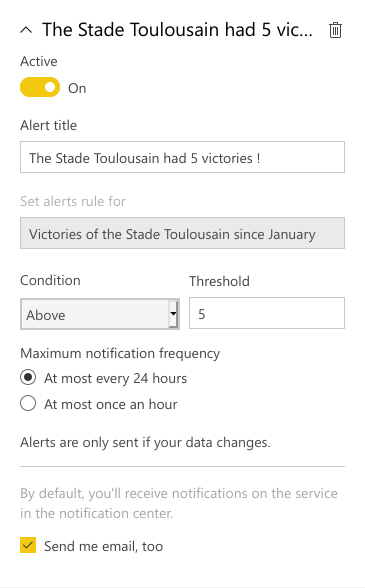 The Stade Toulousain had 5 vic...
Active
On
Alert title
The Stade Toulousain had 5 victories !
Set alerts rule for
Victories of the Stade Toulousain since January
Condition
Threshold
Above
5
Maximum notification frequency
At most every 24 hours
At most once an hour
Alerts are only sent if your data changes.
By default, you'll receive notifications on the service
in the notification center.
Send me email, too